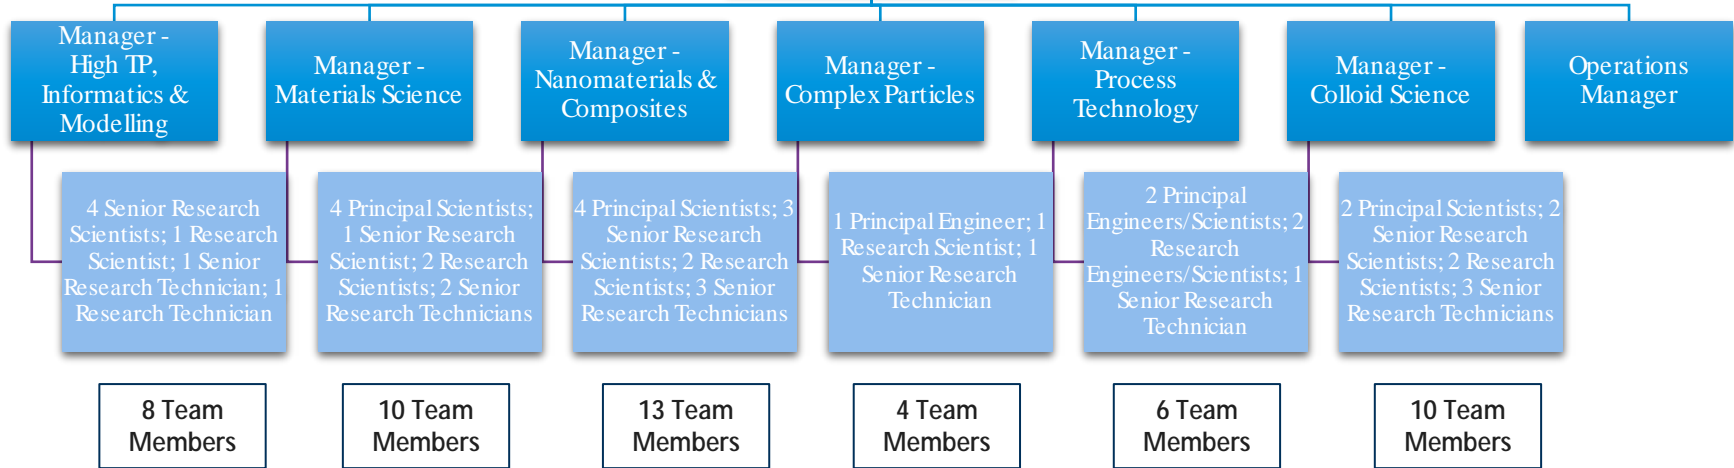 Manager -
High TP,
Informatics &
Modelling
Manager -
Materials Science
Manager -
Nanomaterials &
Composites
Manager -
Complex Particles
Manager -
Process
Technology
Manager -
Colloid Science
Operations
Manager
4 Senior Research
Scientists; 1 Research
Scientist; 1 Senior
Research Technician; 1
Research Technician
4 Principal Scientists;
1 Senior Research
Scientist; 2 Research
Scientists; 2 Senior
Research Technicians
4 Principal Scientists; 3
Senior Research
Scientists; 2 Research
Scientists; 3 Senior
Research Technicians
1 Principal Engineer; 1
Research Scientist; 1
Senior Research
Technician
2 Principal
Engineers/Scientists; 2
Research
Engineers/Scientists; 1
Senior Research
Technician
2 Principal Scientists; 2
Senior Research
Scientists; 2 Research
Scientists; 3 Senior
Research Technicians
8 Team
Members
10 Team
Members
13 Team
Members
4 Team
Members
6 Team
Members
10 Team
Members